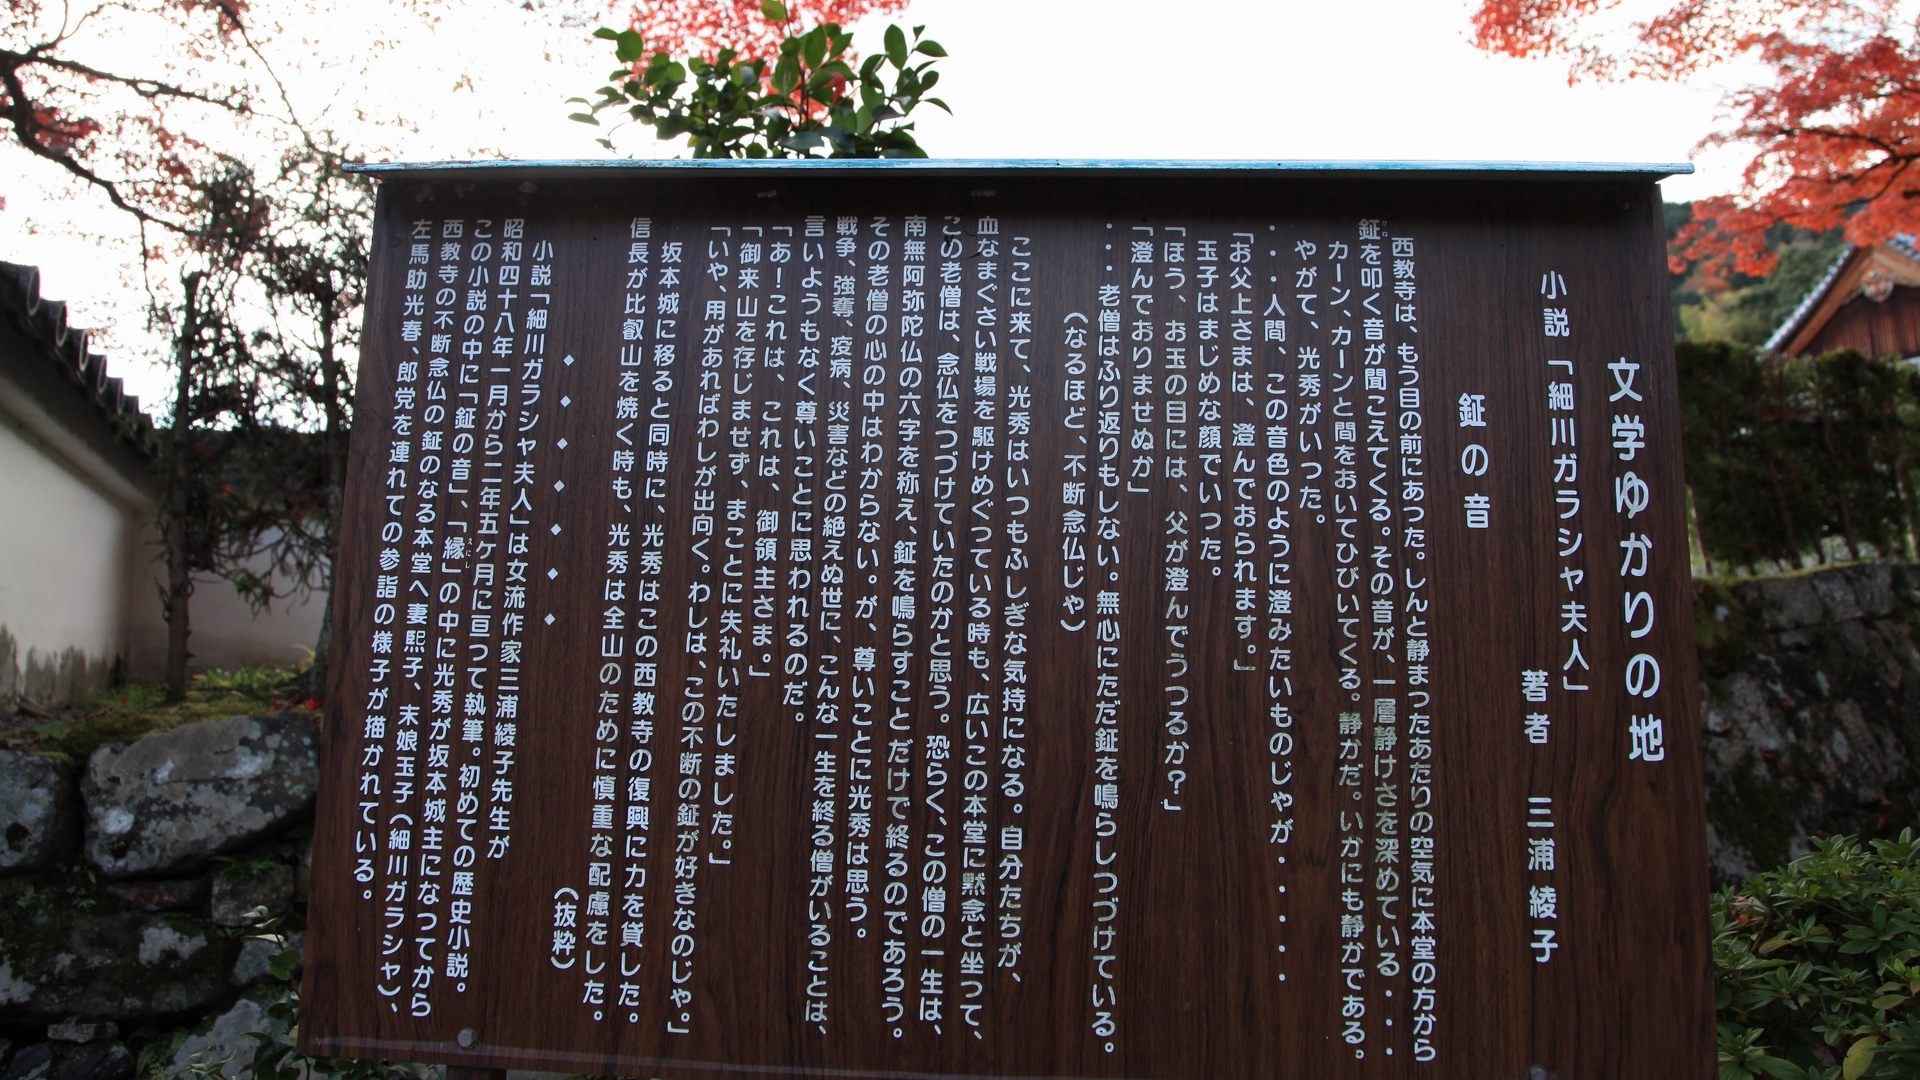 文学ゆかりの地
小説「細川ガラシャ夫人」
著者　三浦綾子
鉦の音
西教寺は、もう目の前にあった。しんと静まったあたりの空気に本堂の方から
鉦を叩く音が聞こえてくる。その音が、一層静けさを深めている・・・
カーン、カーンと間をおいてひびいてくる。静かだ。いかにも静かである。
やがて、光秀がいった。
・・・人間、この音色のように澄みたいものじゃが・・・・・
「お父上さまは、澄んでおられます。」
玉子はまじめな顔でいった。
「ほう、お玉の目には、父が澄んでうつるか？」
「澄んでおりませぬか」
・・・老僧はふり返りもしない。無心にただ鉦を鳴らしつづけている。
（なるほど、不断念仏じゃ）
ここに来て、光秀はいつもふしぎな気持になる。自分たちが、
血なまぐさい戦場を駆けめぐっている時も、広いこの本堂に黙念と坐って、
この老僧は、念仏をつづけていたのかと思う。恐らく、この僧の一生は、
南無阿弥陀仏の六字を称え、鉦を鳴らすことだけで終るのであろう。
その老僧の心の中はわからない。が、尊いことに光秀は思う。
戦争、強奪、疫病、災害などの絶えぬ世に、こんな一生を終る僧がいることは、
言いようもなく尊いことに思われるのだ。
「あ！これは、これは、御領主さま。」
「御来山を存じませず、まことに失礼いたしました。」
「いや、用があればわしが出向く。わしは、この不断の鉦が好きなのじゃ。」
坂本城に移ると同時に、光秀はこの西教寺の復興に力を貸した。
信長が比叡山を焼く時も、光秀は全山のために慎重な配慮をした。
（抜粋）
◆◆◆◆◆◆◆
小説「細川ガラシャ夫人」は女流作家三浦綾子先生が
昭和四十八年一月から二年五ケ月に亘って執筆。初めての歴史小説。
この小説の中に「鉦の音」、「縁」の中に光秀が坂本城主になってから
西教寺の不断念仏の鉦のなる本堂へ妻熙子、末娘玉子（細川ガラシャ）、
左馬助光春、郎党を連れての参詣の様子が描かれている。